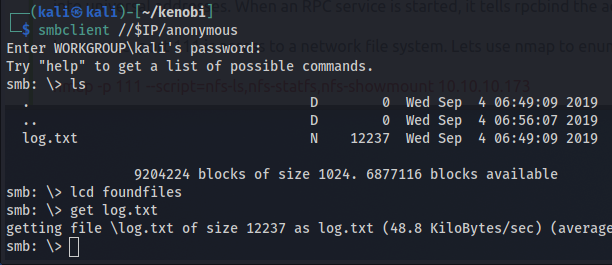 ┌──(kali㉿kali)-[~/kenobi]
└─$ smbclient //$IP/anonymous
Enter WORKGROUP\kali's password:
Try "help" to get a list of possible commands.
smb: \> ls
  .                                   D        0  Wed Sep  4 06:49:09 2019
  ..                                  D        0  Wed Sep  4 06:56:07 2019
  log.txt                             N    12237  Wed Sep  4 06:49:09 2019

                9204224 blocks of size 1024. 6877116 blocks available
smb: \> lcd foundfiles
smb: \> get log.txt
getting file \log.txt of size 12237 as log.txt (48.8 KiloBytes/sec) (average
smb: \>
When an RPC service is started, it tells rpcbind the a
to a network file system. Lets use nmap to enu
-p 111 --script=nfs-ls,nfs-statfs,nfs-showmount 10.10.10.173